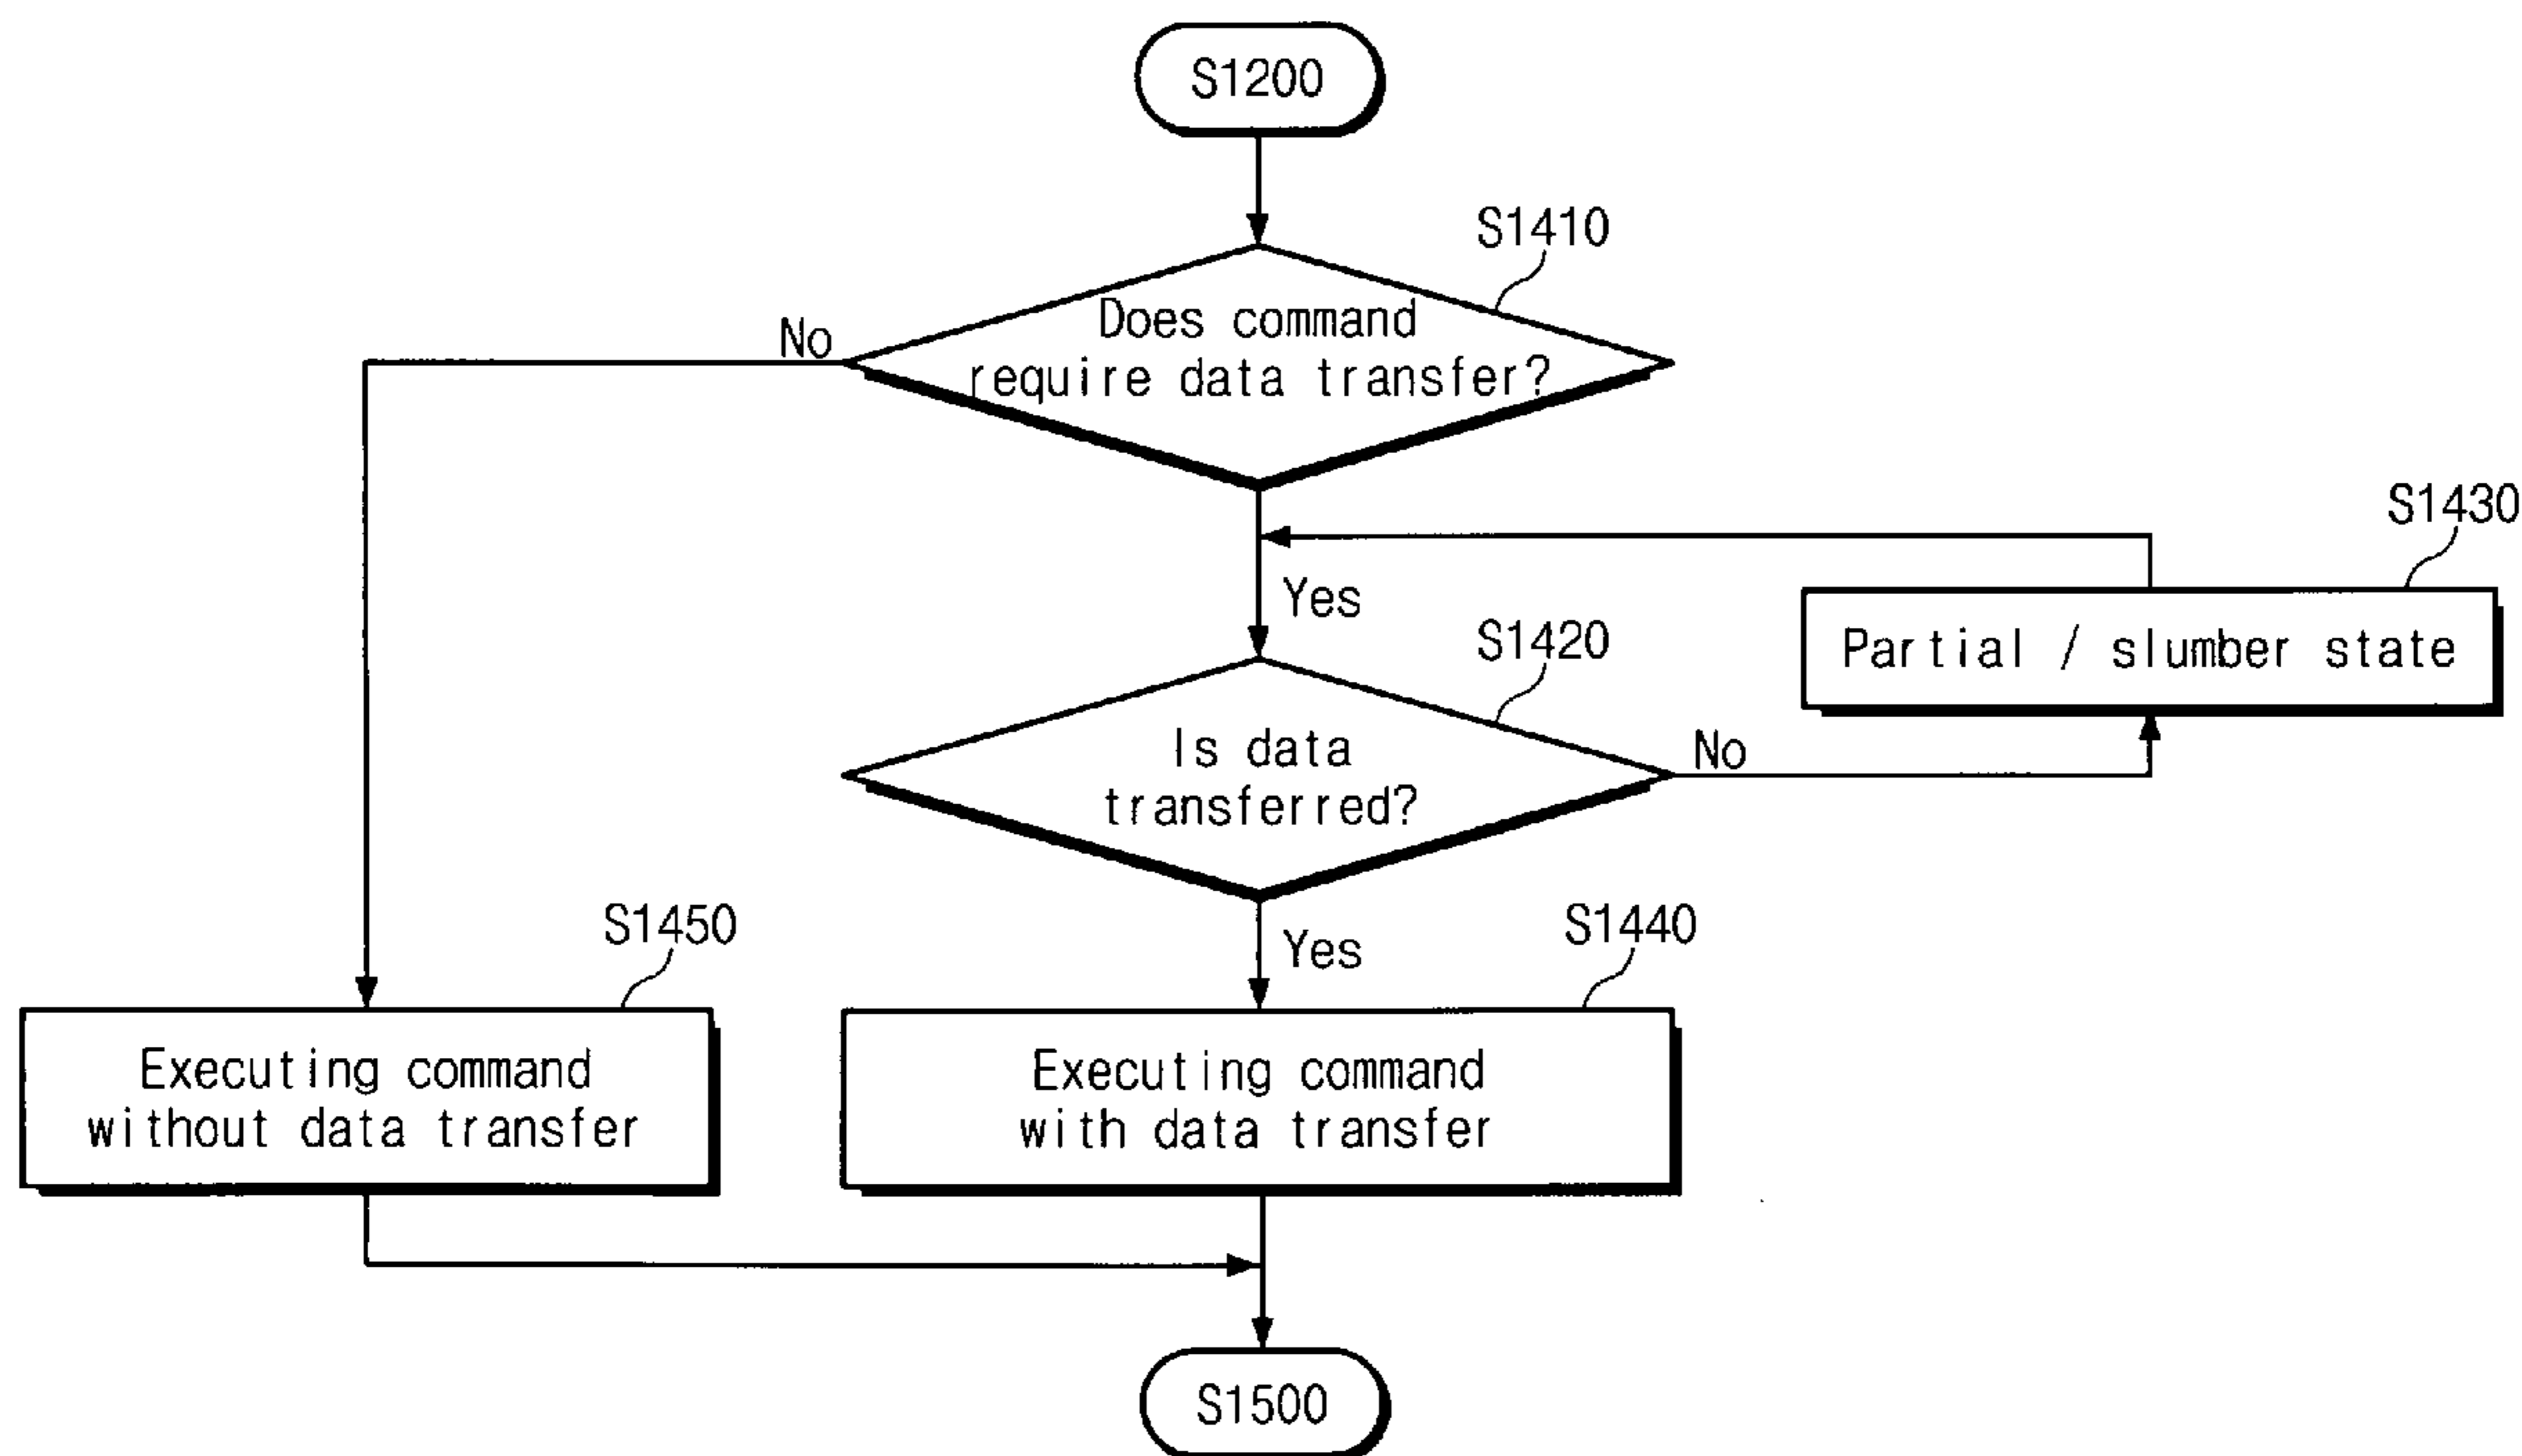 S1200
S1410
Does command
require data transfer?
No
S1430
Yes
Partial / slumber state
S1420
Is data
transferred?
No
S1450
Yes
S1440
Executing command
without data transfer
Executing command
with data transfer
S1500